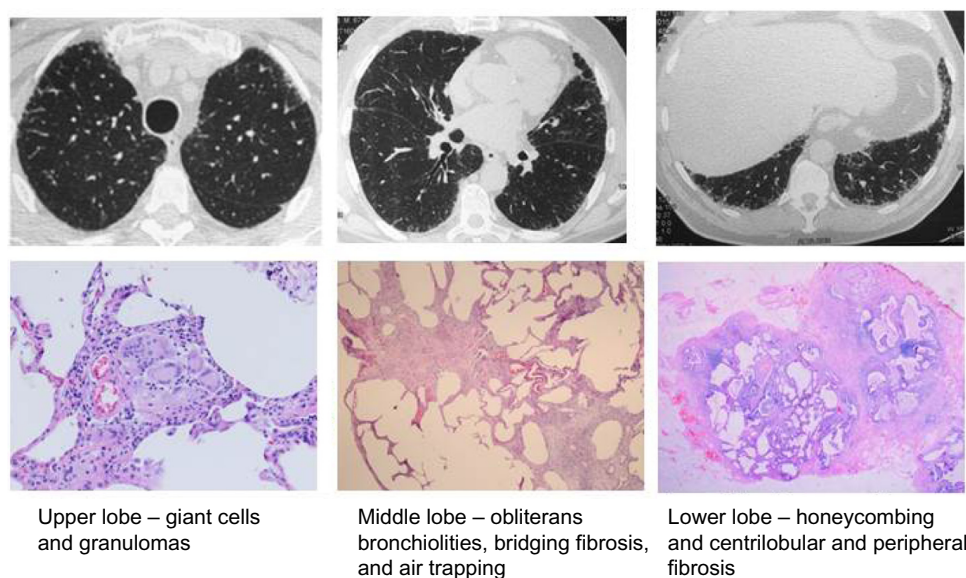 Upper lobe – giant cells
and granulomas
Middle lobe – obliterans
bronchiolities, bridging fibrosis,
and air trapping
Lower lobe – honeycombing
and centrilobular and peripheral
fibrosis